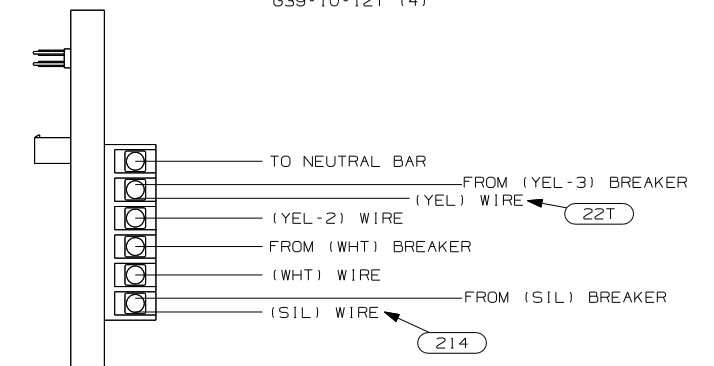 G39-10-12T (4)
TO NEUTRAL BAR
FROM (YEL-3) BREAKER
(YEL) WIRE
22T
(YEL-2) WIRE
FROM (WHT) BREAKER
(WHT) WIRE
FROM (SIL) BREAKER
(SIL) WIRE
214